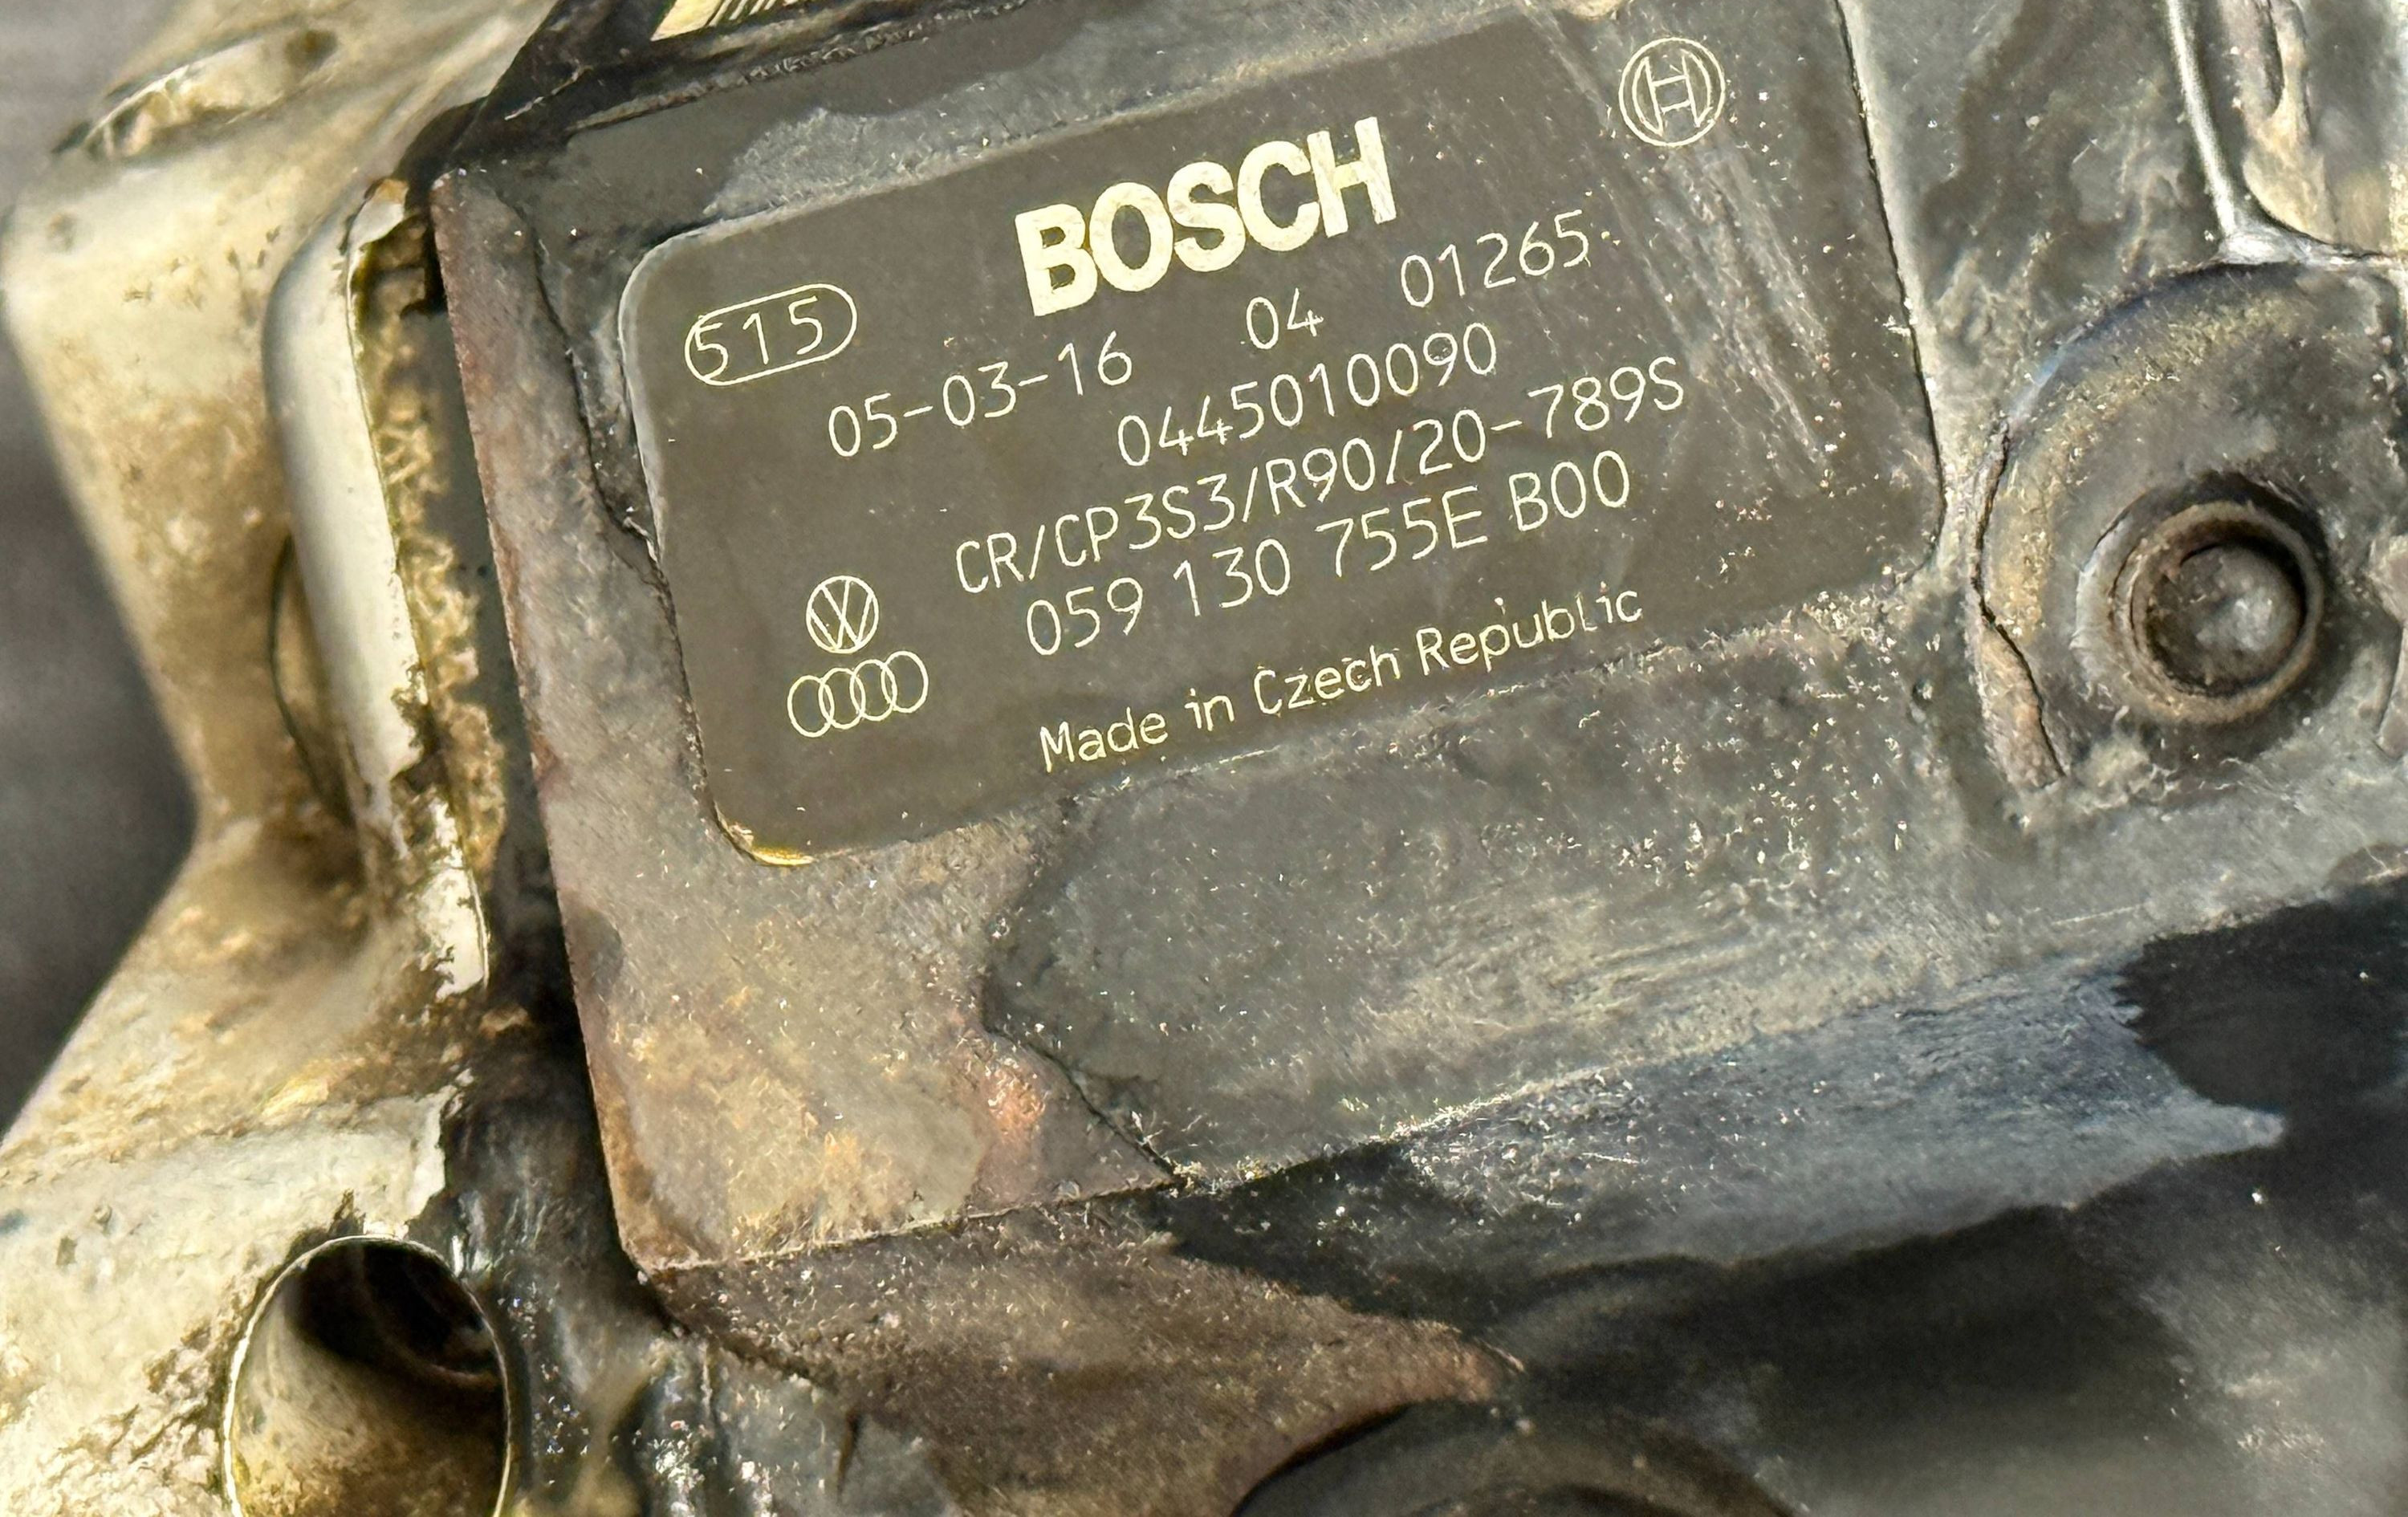 BOSCH
515
05-03-16 04 01265
0445010090
CR/CP3S3/R90/20-789S
059 130 755E B00
Made in Czech Republic